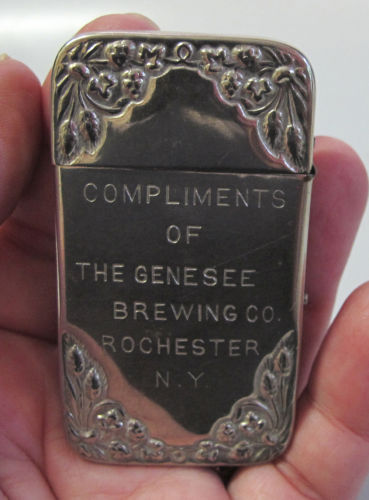 COMPLIMENTS
OF
THE GENESEE
BREWING CO.
ROCHESTER
N.Y.